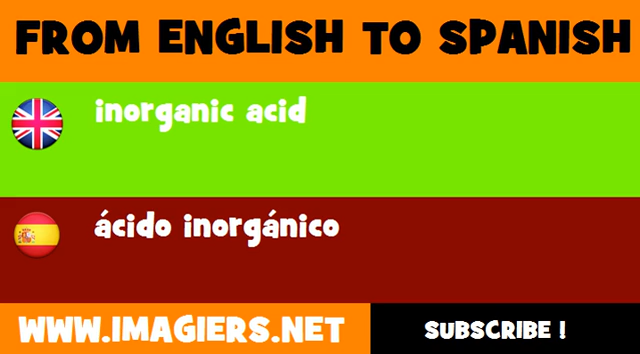 FROM ENGLISH TO SPANISH
inorganic acid
ácido inorgánico
WWW.IMAGIERS.NET
SUBSCRIBE !